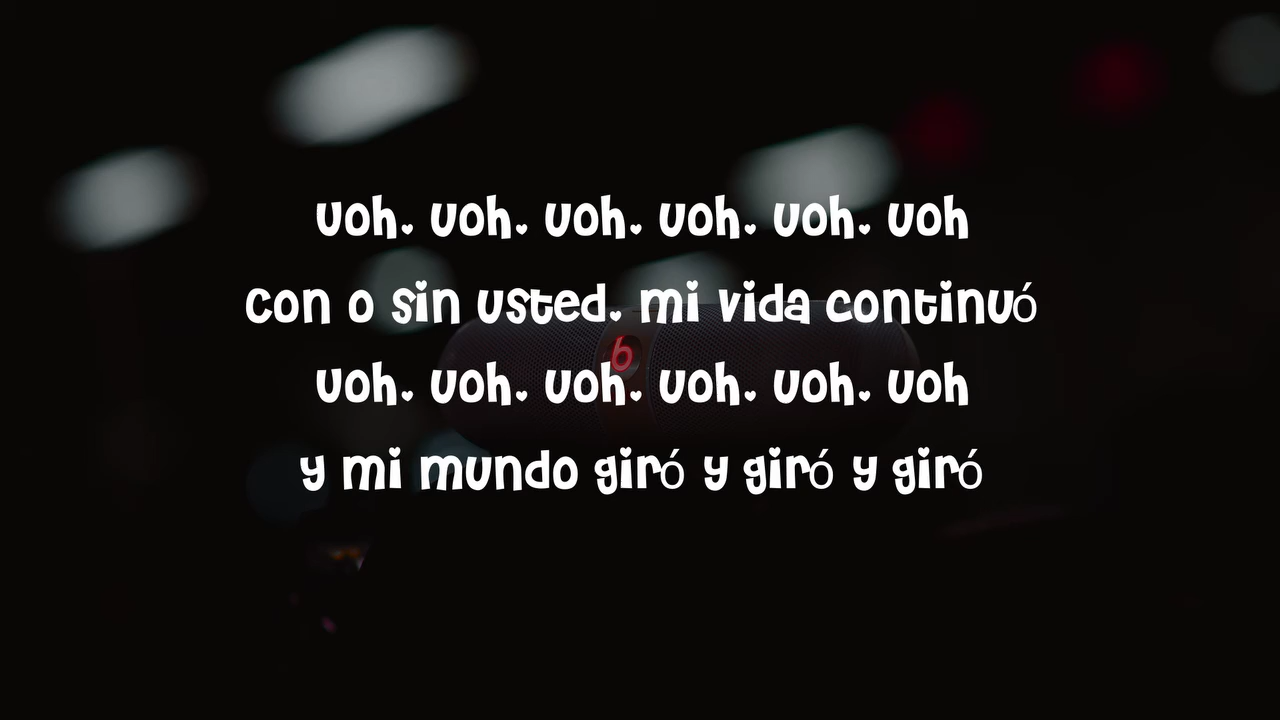 uoh, uoh, uoh, uoh, uoh, uoh
con o sin usted, mi vida continuó
uoh, uoh, uoh, uoh, uoh, uoh
y mi mundo giró y giró y giró
b